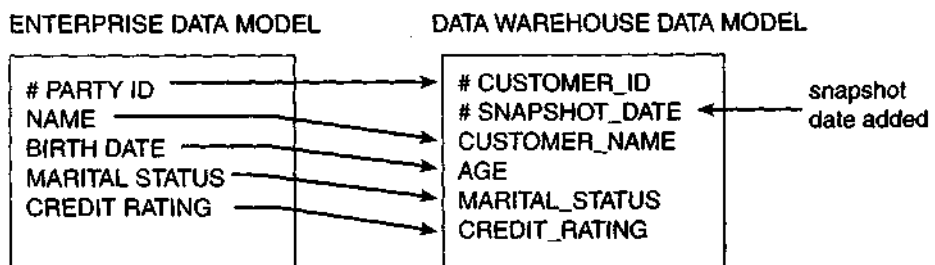 ENTERPRISE DATA MODEL
DATA WAREHOUSE DATA MODEL
# PARTY ID
NAME
BIRTH DATE
MARITAL STATUS
CREDIT RATING
# CUSTOMER_ID
# SNAPSHOT_DATE
CUSTOMER_NAME
AGE
MARITAL_STATUS
CREDIT_RATING
snapshot
date added